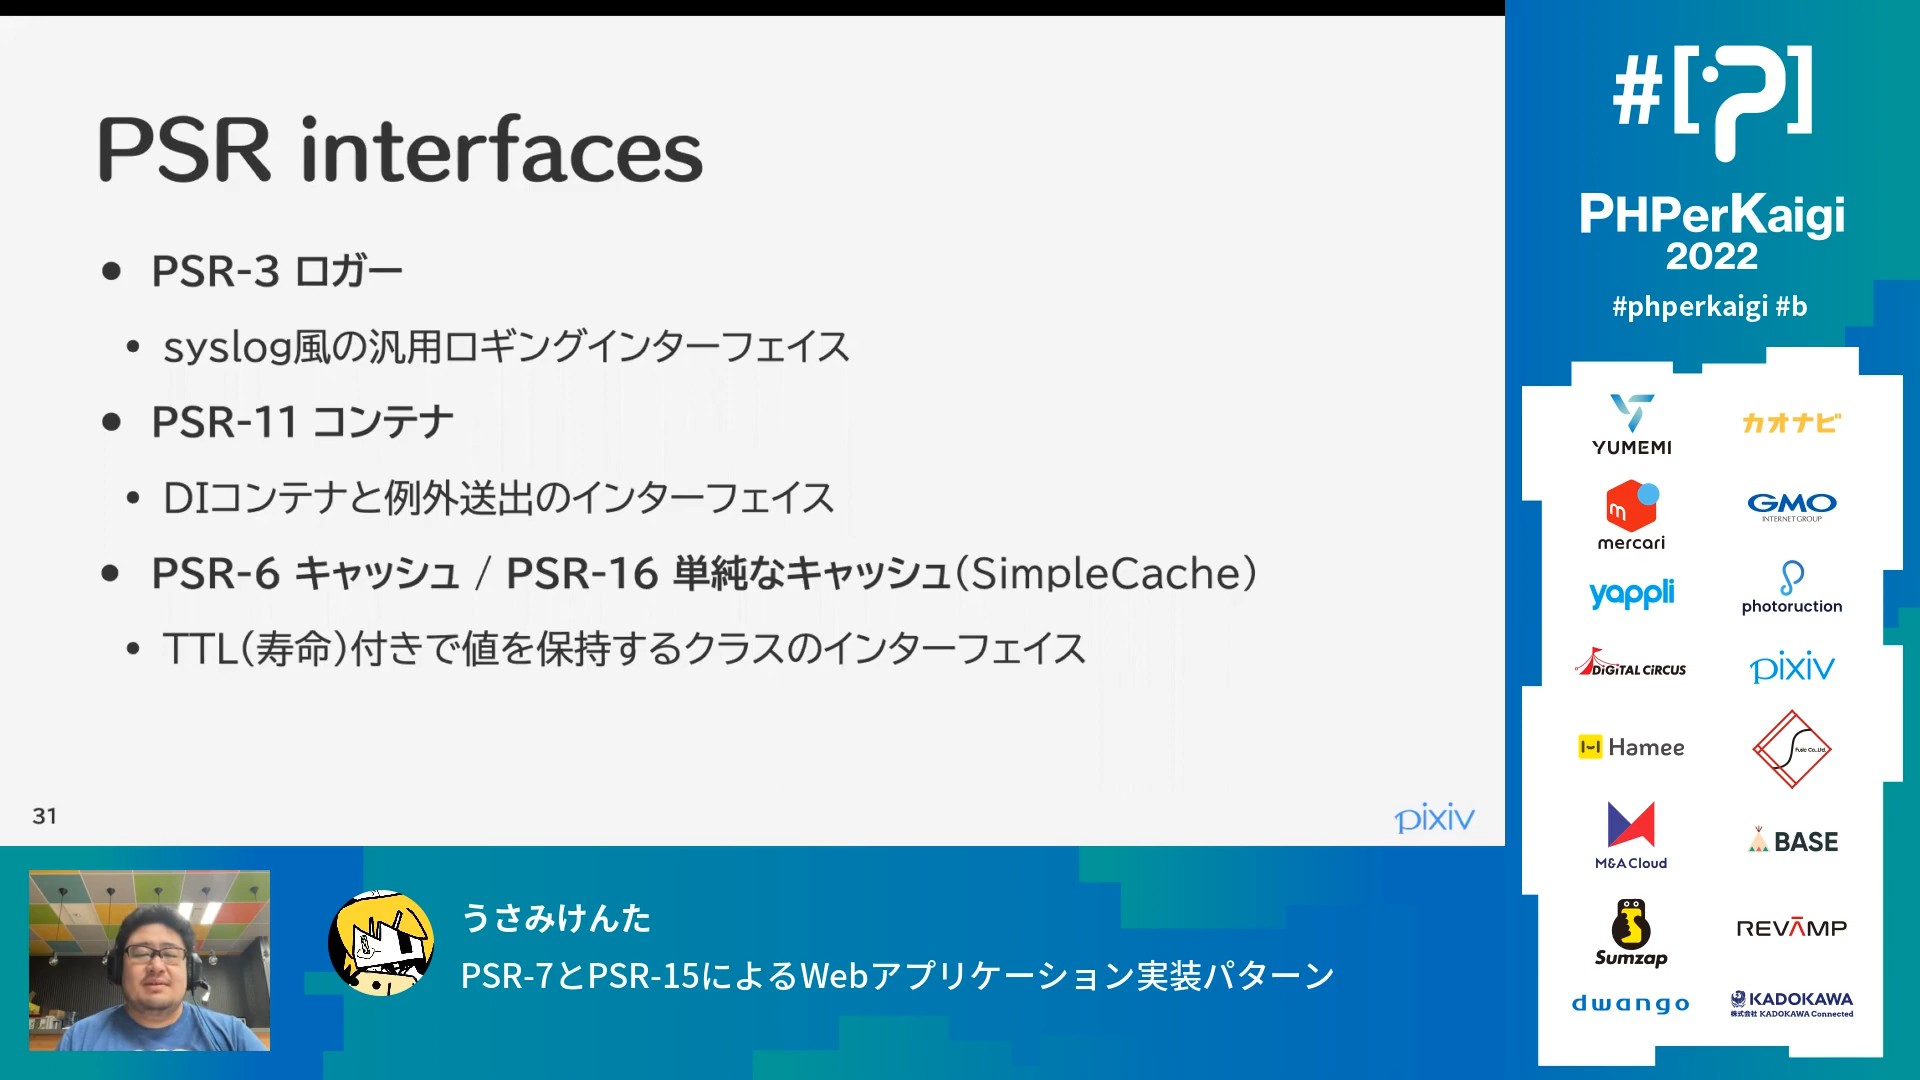 PSR interfaces
PSR-3 ロガー
syslog風の汎用ロギングインターフェイス
PSR-11 コンテナ
DIコンテナと例外送出のインターフェイス
PSR-6 キャッシュ / PSR-16 単純なキャッシュ(SimpleCache)
TTL(寿命)付きで値を保持するクラスのインターフェイス
31
pixiv
うさみけんた
PSR-7とPSR-15によるWebアプリケーション実装パターン
#[P]
PHPerKaigi
2022
#phperkaigi #b
YUMEMI
カオナビ
mercari
GMO
INTERNET GROUP
yappli
photoruction
DiGiTAL CiRCUS
pixiv
Hamee
Fusic Co.,Ltd.
M&A Cloud
BASE
Sumzap
REVAMP
dwango
KADOKAWA
株式会社 KADOKAWA Connected